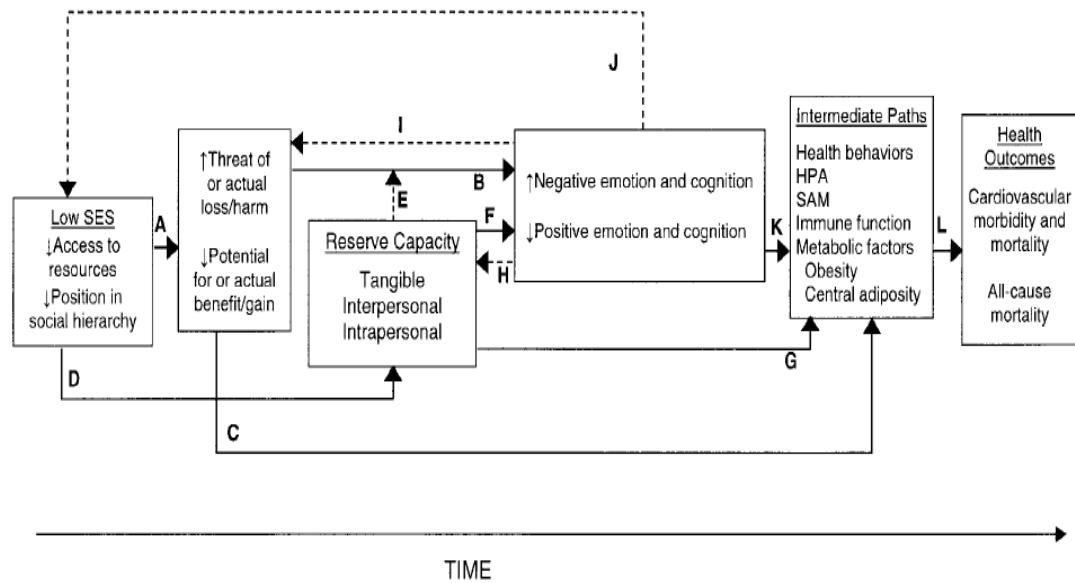 J
I
Low SES
↓Access to
resources
↓Position in
social hierarchy
A
↑Threat of
or actual
loss/harm
↓Potential
for or actual
benefit/gain
B
E
F
H
Reserve Capacity
Tangible
Interpersonal
Intrapersonal
↑Negative emotion and cognition
↓Positive emotion and cognition
K
Intermediate Paths
Health behaviors
HPA
SAM
Immune function
Metabolic factors
Obesity
Central adiposity
L
Health
Outcomes
Cardiovascular
morbidity and
mortality
All-cause
mortality
G
D
C
TIME